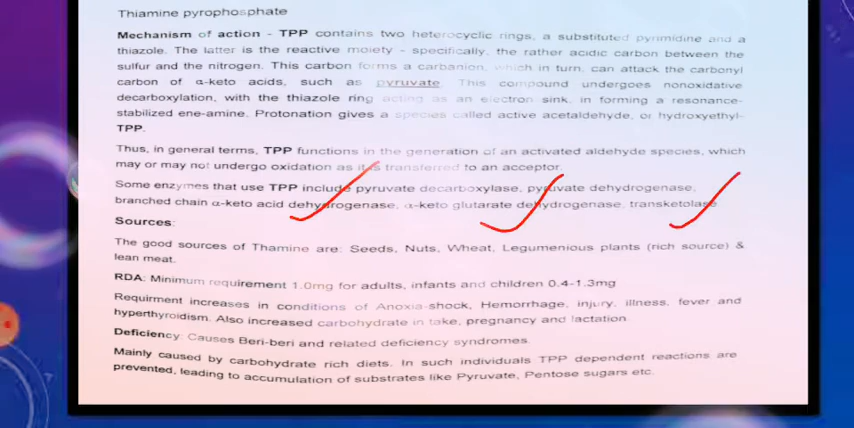 Thiamine pyrophosphate
Mechanism of action - TPP contains two heterocyclic rings, a substituted pyrimidine and a
thiazole. The latter is the reactive moiety - specifically, the rather acidic carbon between the
sulfur and the nitrogen. This carbon forms a carbanion, which in turn, can attack the carbonyl
carbon of α-keto acids, such as pyruvate. This compound undergoes nonoxidative
decarboxylation, with the thiazole ring acting as an electron sink, in forming a resonance-
stabilized ene-amine. Protonation gives a species called active acetaldehyde, or hydroxyethyl-
TPP.
Thus, in general terms, TPP functions in the generation of an activated aldehyde species, which
may or may not undergo oxidation as it is transferred to an acceptor.
Some enzymes that use TPP include pyruvate decarboxylase, pyruvate dehydrogenase,
branched chain α-keto acid dehydrogenase, α-keto glutarate dehydrogenase, transketolase
Sources:
The good sources of Thamine are: Seeds, Nuts, Wheat, Legumenious plants (rich source) &
lean meat.
RDA: Minimum requirement 1.0mg for adults, infants and children 0.4-1.3mg
Requirment increases in conditions of Anoxia-shock, Hemorrhage, injury, illness, fever and
hyperthyroidism. Also increased carbohydrate in take, pregnancy and lactation
Deficiency Causes Beri-beri and related deficiency syndromes.
Mainly caused by carbohydrate rich diets. In such individuals TPP dependent reactions are
prevented, leading to accumulation of substrates like Pyruvate, Pentose sugars etc.